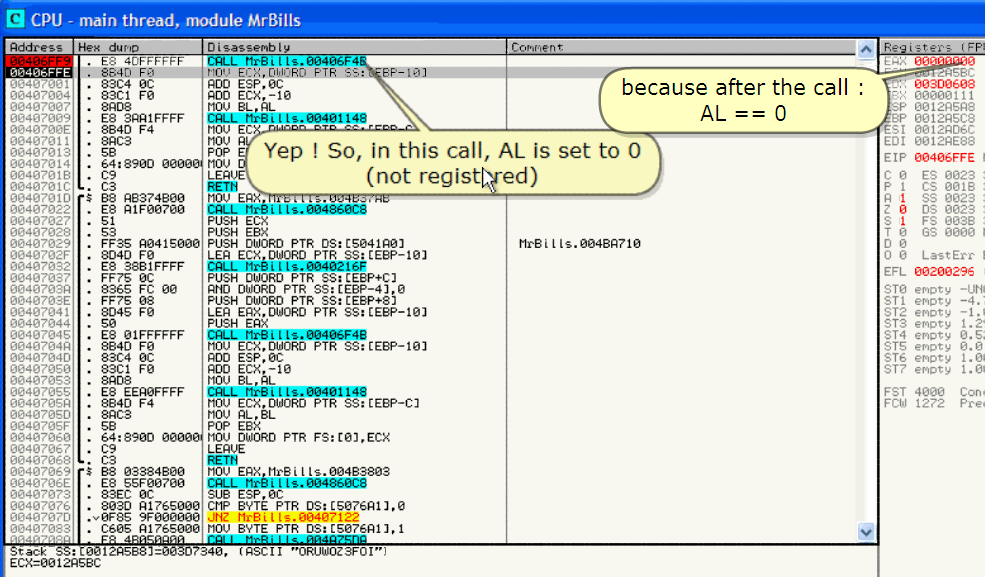 C CPU - main thread, module MrBills
Address Hex dump Disassembly Comment Registers (FP
00406FF9 . E8 4DFFFFFF CALL MrBills.00406F4B EAX 00000000
00406FFE . 8B4D F0 MOV ECX,DWORD PTR SS:[EBP-10] 0012A5BC
00407001 . 83C4 0C ADD ESP,0C 003D0608
00407004 . 83C1 F0 ADD ECX,-10 00000111
00407007 . 8AD8 MOV BL,AL 0012A5A8
00407009 . E8 3AA1FFFF CALL MrBills.00401148 EBP 0012A5C8
0040700E . 8B4D F4 MOV ECX,DWORD PTR SS:[EBP-C ESI 0012AD6C
00407011 . 8AC3 MOV AL EDI 0012AE88
00407013 . 5B POP E
00407014 . 64:890D 00000 MOV D EIP 00406FFE M
0040701B . C9 LEAVE
0040701C . C3 RETN
because after the call :
AL == 0
Yep ! So, in this call, AL is set to 0
(not registered)
0040701D $ B8 AB374B00 MOV EAX,MrBills.004B37AB
00407022 . E8 A1F00700 CALL MrBills.004860C8
00407027 . 51 PUSH ECX
00407028 . 53 PUSH EBX
00407029 . FF35 A0415000 PUSH DWORD PTR DS:[5041A0] MrBills.004BA710
0040702F . 8D4D F0 LEA ECX,DWORD PTR SS:[EBP-10]
00407032 . E8 38B1FFFF CALL MrBills.0040216F
00407037 . FF75 0C PUSH DWORD PTR SS:[EBP+C]
0040703A . 8365 FC 00 AND DWORD PTR SS:[EBP-4],0
0040703E . FF75 08 PUSH DWORD PTR SS:[EBP+8]
00407041 . 8D45 F0 LEA EAX,DWORD PTR SS:[EBP-10]
00407044 . 50 PUSH EAX
00407045 . E8 01FFFFFF CALL MrBills.00406F4B
0040704A . 8B4D F0 MOV ECX,DWORD PTR SS:[EBP-10]
0040704D . 83C4 0C ADD ESP,0C
00407050 . 83C1 F0 ADD ECX,-10
00407053 . 8AD8 MOV BL,AL
00407055 . E8 EEA0FFFF CALL MrBills.00401148
0040705A . 8B4D F4 MOV ECX,DWORD PTR SS:[EBP-C]
0040705D . 8AC3 MOV AL,BL
0040705F . 5B POP EBX
00407060 . 64:890D 00000 MOV DWORD PTR FS:[0],ECX
00407067 . C9 LEAVE
00407068 . C3 RETN
00407069 $ B8 03384B00 MOV EAX,MrBills.004B3803
0040706E . E8 55F00700 CALL MrBills.004860C8
00407073 . 83EC 0C SUB ESP,0C
00407076 . 803D A1765000 CMP BYTE PTR DS:[5076A1],0
0040707D .v0F85 9F000000 JNZ MrBills.00407122
00407083 . C605 A1765000 MOV BYTE PTR DS:[5076A1],1
0040708A . E8 4B050A00 CALL MrBills.004A75DA
C 0 ES 0023
P 1 CS 001B
A 1 SS 0023
Z 0 DS 0023
S 1 FS 003B
T 0 GS 0000
D 0
O 0 LastErr
EFL 00200296
ST0 empty -UN
ST1 empty -4.
ST2 empty -1.
ST3 empty 1.2
ST4 empty 0.5
ST5 empty 0.0
ST6 empty 1.0
ST7 empty 1.0
FST 4000 Con
FCW 1272 Pre
Stack SS:[0012A5B8]=003D7340, (ASCII "ORUWOZ3FOI")
ECX=0012A5BC